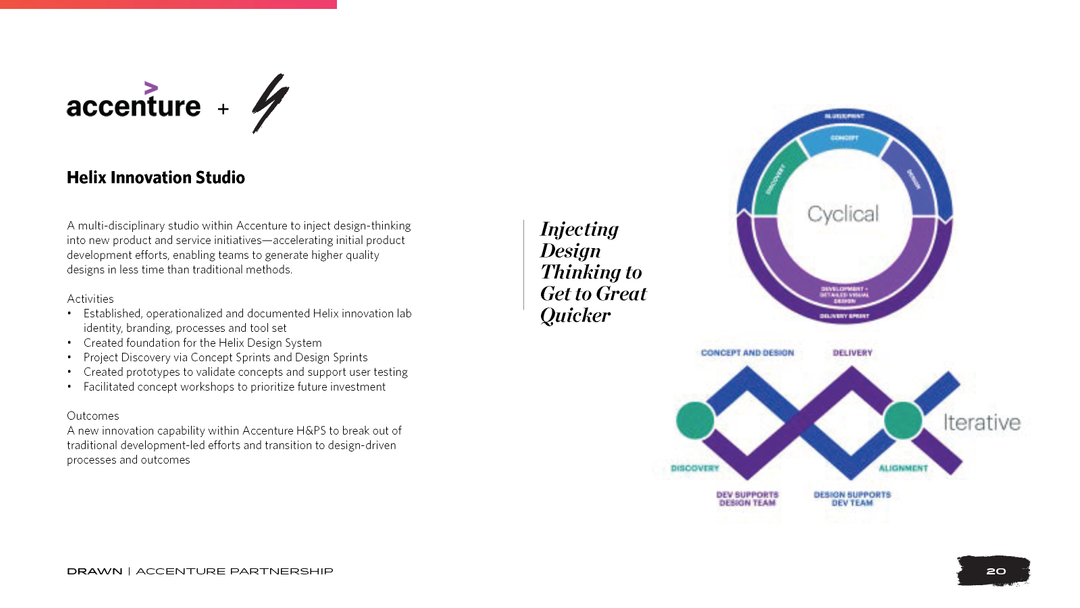 accenture +
Helix Innovation Studio
A multi-disciplinary studio within Accenture to inject design-thinking
into new product and service initiatives—accelerating initial product
development efforts, enabling teams to generate higher quality
designs in less time than traditional methods.
Activities
• Established, operationalized and documented Helix innovation lab
identity, branding, processes and tool set
• Created foundation for the Helix Design System
• Project Discovery via Concept Sprints and Design Sprints
• Created prototypes to validate concepts and support user testing
• Facilitated concept workshops to prioritize future investment
Outcomes
A new innovation capability within Accenture H&PS to break out of
traditional development-led efforts and transition to design-driven
processes and outcomes
Injecting
Design
Thinking to
Get to Great
Quicker
CONCEPT
DISCOVERY
DESIGN
Cyclical
DEVELOPMENT +
DETAILED VISUAL
DESIGN
DELIVERY SPRINT
CONCEPT AND DESIGN
DELIVERY
Iterative
DISCOVERY
ALIGNMENT
DEV SUPPORTS
DESIGN TEAM
DESIGN SUPPORTS
DEV TEAM
DRAWN | ACCENTURE PARTNERSHIP
20